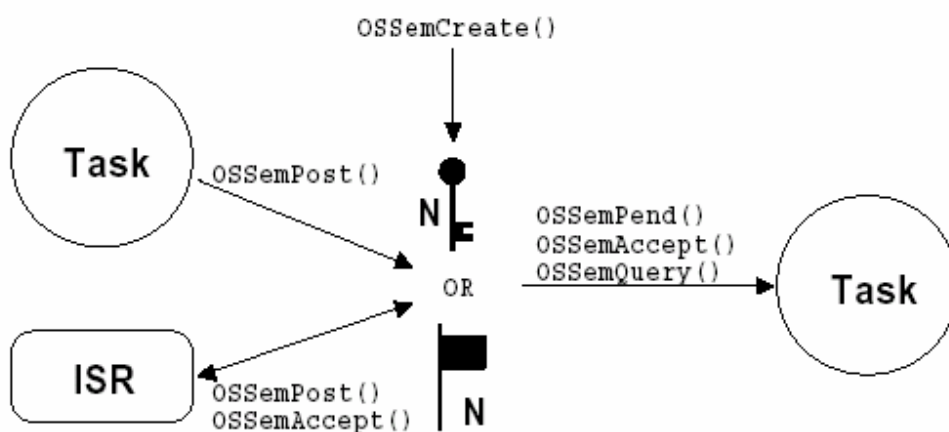 OSSemCreate()
Task
OSSemPost()
N
OSSemPend()
OSSemAccept()
OSSemQuery()
OR
Task
ISR
OSSemPost()
OSSemAccept()
N